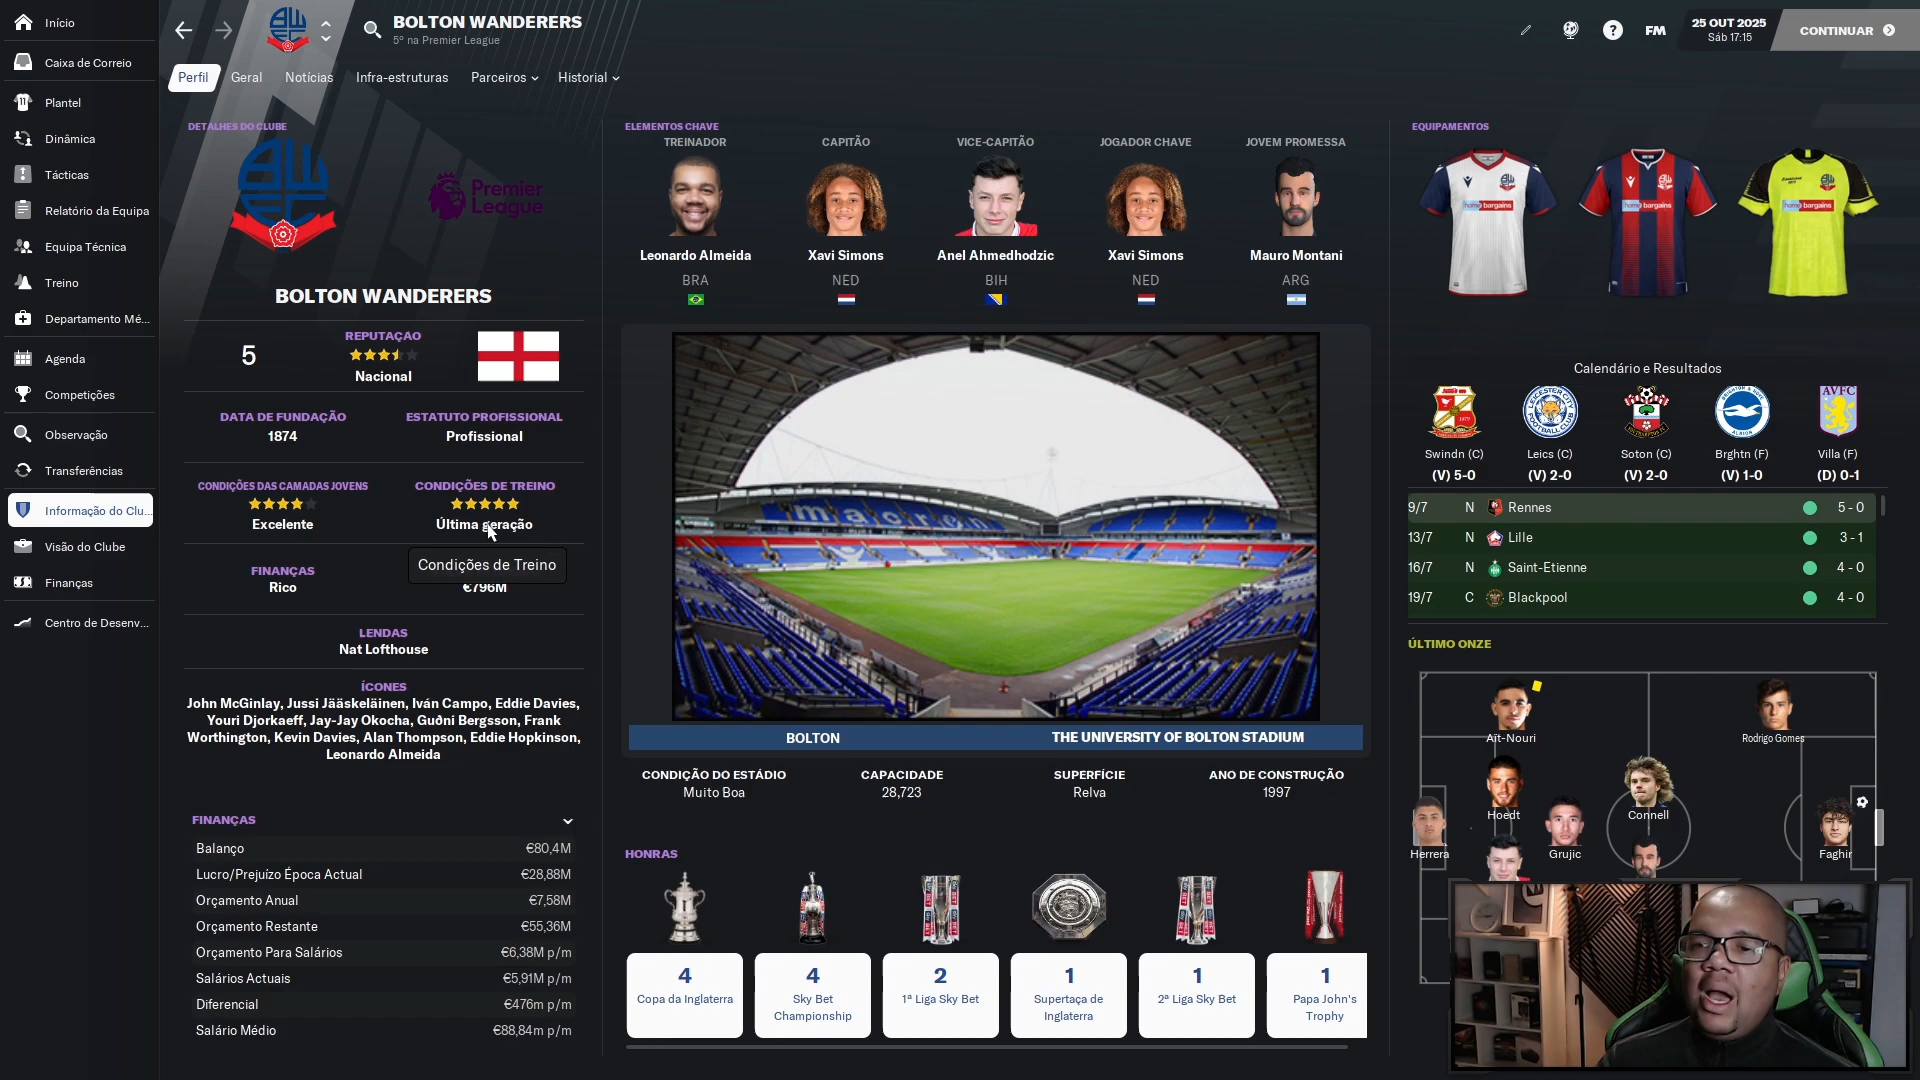 Início
Caixa de Correio
Plantel
Dinâmica
Tácticas
Relatório da Equipa
Equipa Técnica
Treino
Departamento Mé...
Agenda
Competições
Observação
Transferências
Informação do Clu...
Visão do Clube
Finanças
Centro de Desenv...
BOLTON WANDERERS
5º na Premier League
FM
25 OUT 2025
Sáb 17:15
CONTINUAR
Perfil
Geral
Notícias
Infra-estruturas
Parceiros
Historial
DETALHES DO CLUBE
Premier
League
BOLTON WANDERERS
5
REPUTAÇÃO
Nacional
DATA DE FUNDAÇÃO
1874
ESTATUTO PROFISSIONAL
Profissional
CONDIÇÕES DAS CAMADAS JOVENS
Excelente
CONDIÇÕES DE TREINO
Última geração
Condições de Treino
FINANÇAS
Rico
€796M
LENDAS
Nat Lofthouse
ÍCONES
John McGinlay, Jussi Jääskeläinen, Iván Campo, Eddie Davies,
Youri Djorkaeff, Jay-Jay Okocha, Guðni Bergsson, Frank
Worthington, Kevin Davies, Alan Thompson, Eddie Hopkinson,
Leonardo Almeida
FINANÇAS
Balanço €80,4M
Lucro/Prejuízo Época Actual €28,88M
Orçamento Anual €7,58M
Orçamento Restante €55,36M
Orçamento Para Salários €6,38M p/m
Salários Actuais €5,91M p/m
Diferencial €476m p/m
Salário Médio €88,84m p/m
ELEMENTOS CHAVE
TREINADOR
Leonardo Almeida
BRA
CAPITÃO
Xavi Simons
NED
VICE-CAPITÃO
Anel Ahmedhodzic
BIH
JOGADOR CHAVE
Xavi Simons
NED
JOVEM PROMESSA
Mauro Montani
ARG
macron
BOLTON
THE UNIVERSITY OF BOLTON STADIUM
CONDIÇÃO DO ESTÁDIO
Muito Boa
CAPACIDADE
28,723
SUPERFÍCIE
Relva
ANO DE CONSTRUÇÃO
1997
HONRAS
4
Copa da Inglaterra
4
Sky Bet
Championship
2
1ª Liga Sky Bet
1
Supertaça de
Inglaterra
1
2ª Liga Sky Bet
1
Papa John's
Trophy
EQUIPAMENTOS
home bargains
home bargains
home bargains
Calendário e Resultados
AVFC
Swindn (C)
(V) 5-0
Leics (C)
(V) 2-0
Soton (C)
(V) 2-0
Brghtn (F)
(V) 1-0
Villa (F)
(D) 0-1
9/7 N Rennes 5 - 0
13/7 N Lille 3 - 1
16/7 N Saint-Etienne 4 - 0
19/7 C Blackpool 4 - 0
ÚLTIMO ONZE
Aït-Nouri
Rodrigo Gomes
Hoedt
Connell
Herrera
Grujic
Faghir